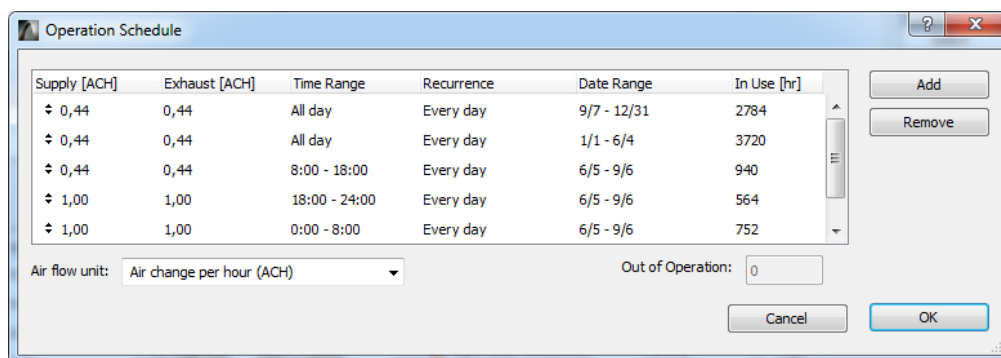 Operation Schedule
Supply [ACH] Exhaust [ACH] Time Range Recurrence Date Range In Use [hr]
0,44 0,44 All day Every day 9/7 - 12/31 2784
0,44 0,44 All day Every day 1/1 - 6/4 3720
0,44 0,44 8:00 - 18:00 Every day 6/5 - 9/6 940
1,00 1,00 18:00 - 24:00 Every day 6/5 - 9/6 564
1,00 1,00 0:00 - 8:00 Every day 6/5 - 9/6 752
Add
Remove
Air flow unit: Air change per hour (ACH) Out of Operation: 0
Cancel OK